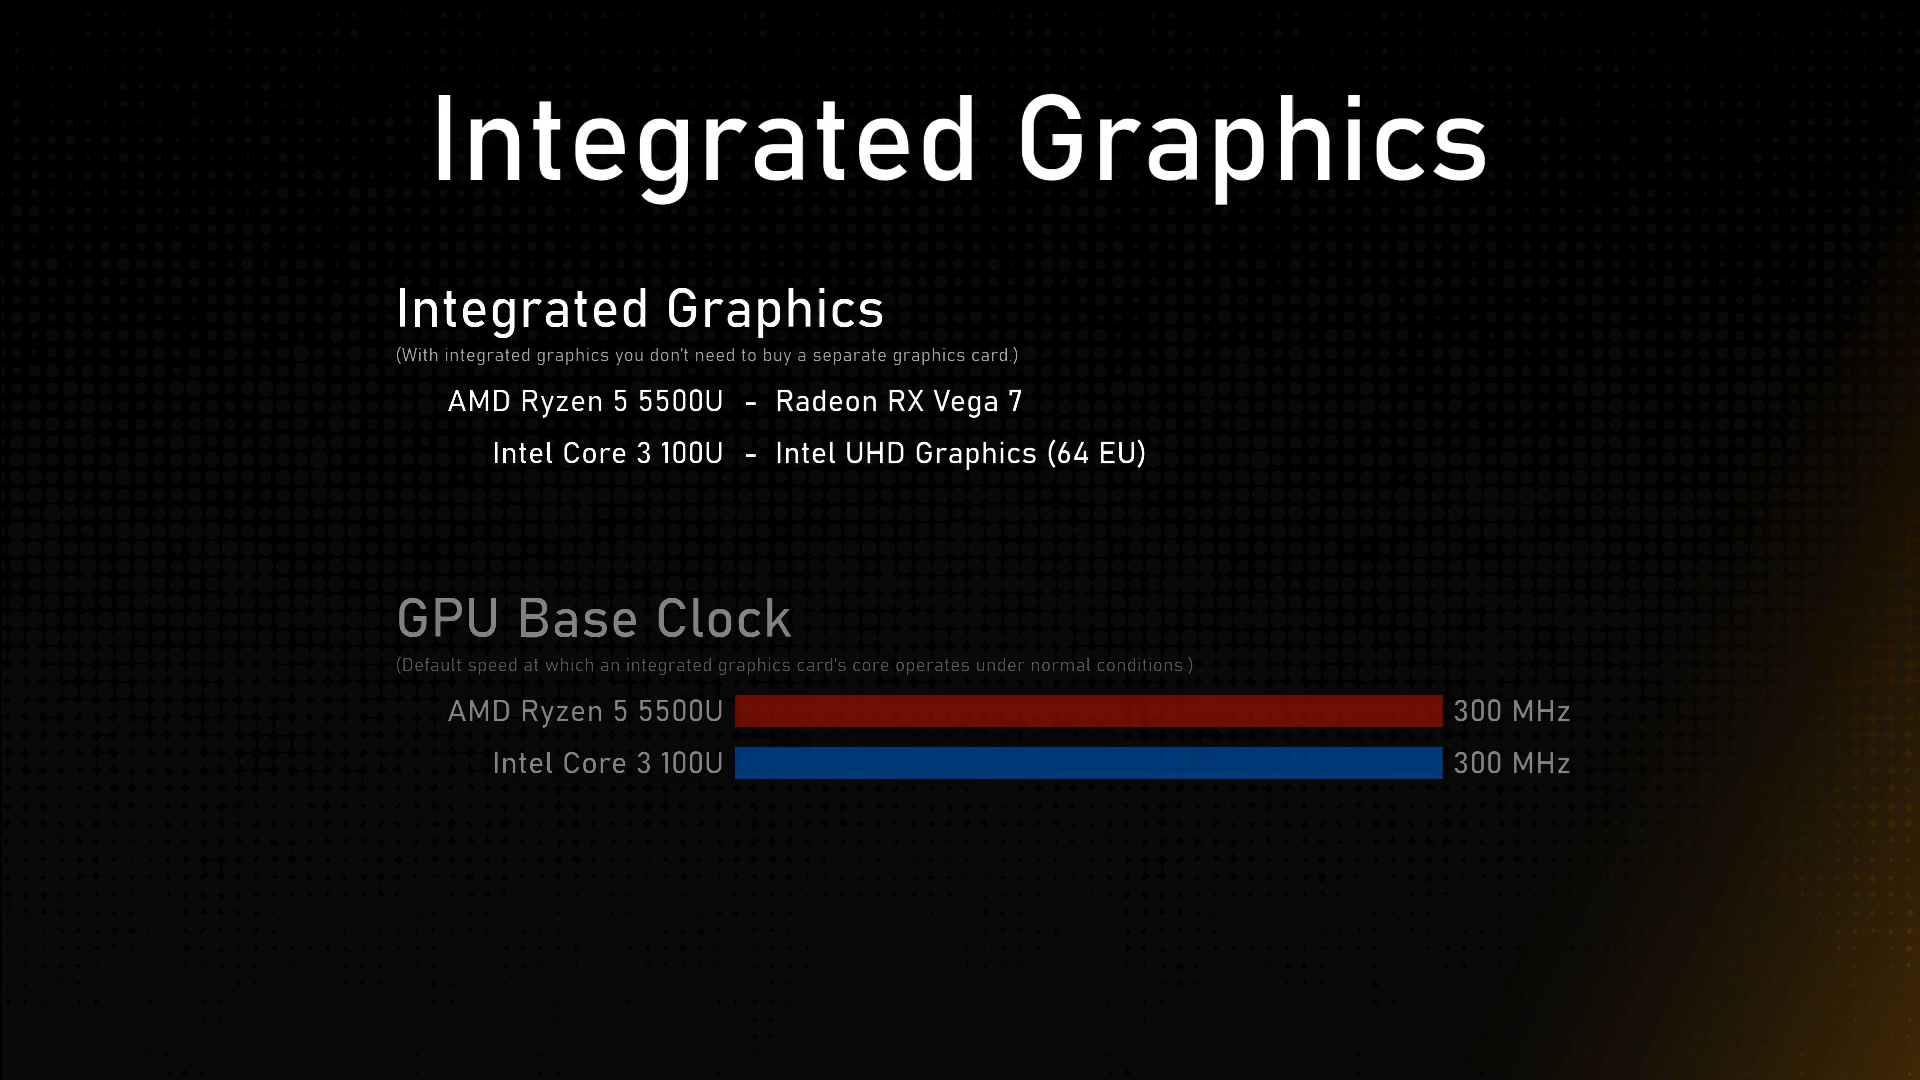 Integrated Graphics
Integrated Graphics
(With integrated graphics you don't need to buy a separate graphics card.)
AMD Ryzen 5 5500U - Radeon RX Vega 7
Intel Core 3 100U - Intel UHD Graphics (64 EU)
GPU Base Clock
(Default speed at which an integrated graphics card's core operates under normal conditions.)
AMD Ryzen 5 5500U 300 MHz
Intel Core 3 100U 300 MHz